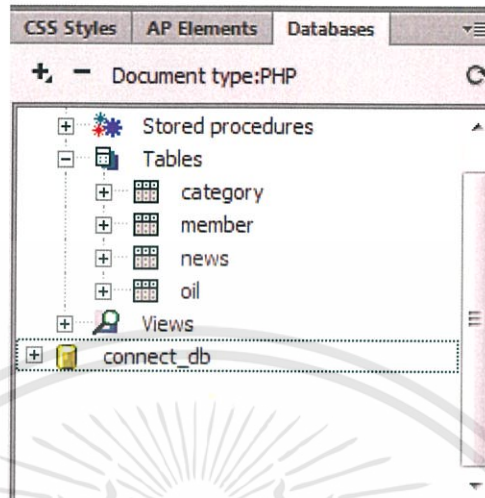 CSS Styles AP Elements Databases
Document type:PHP
Stored procedures
Tables
category
member
news
oil
Views
connect_db